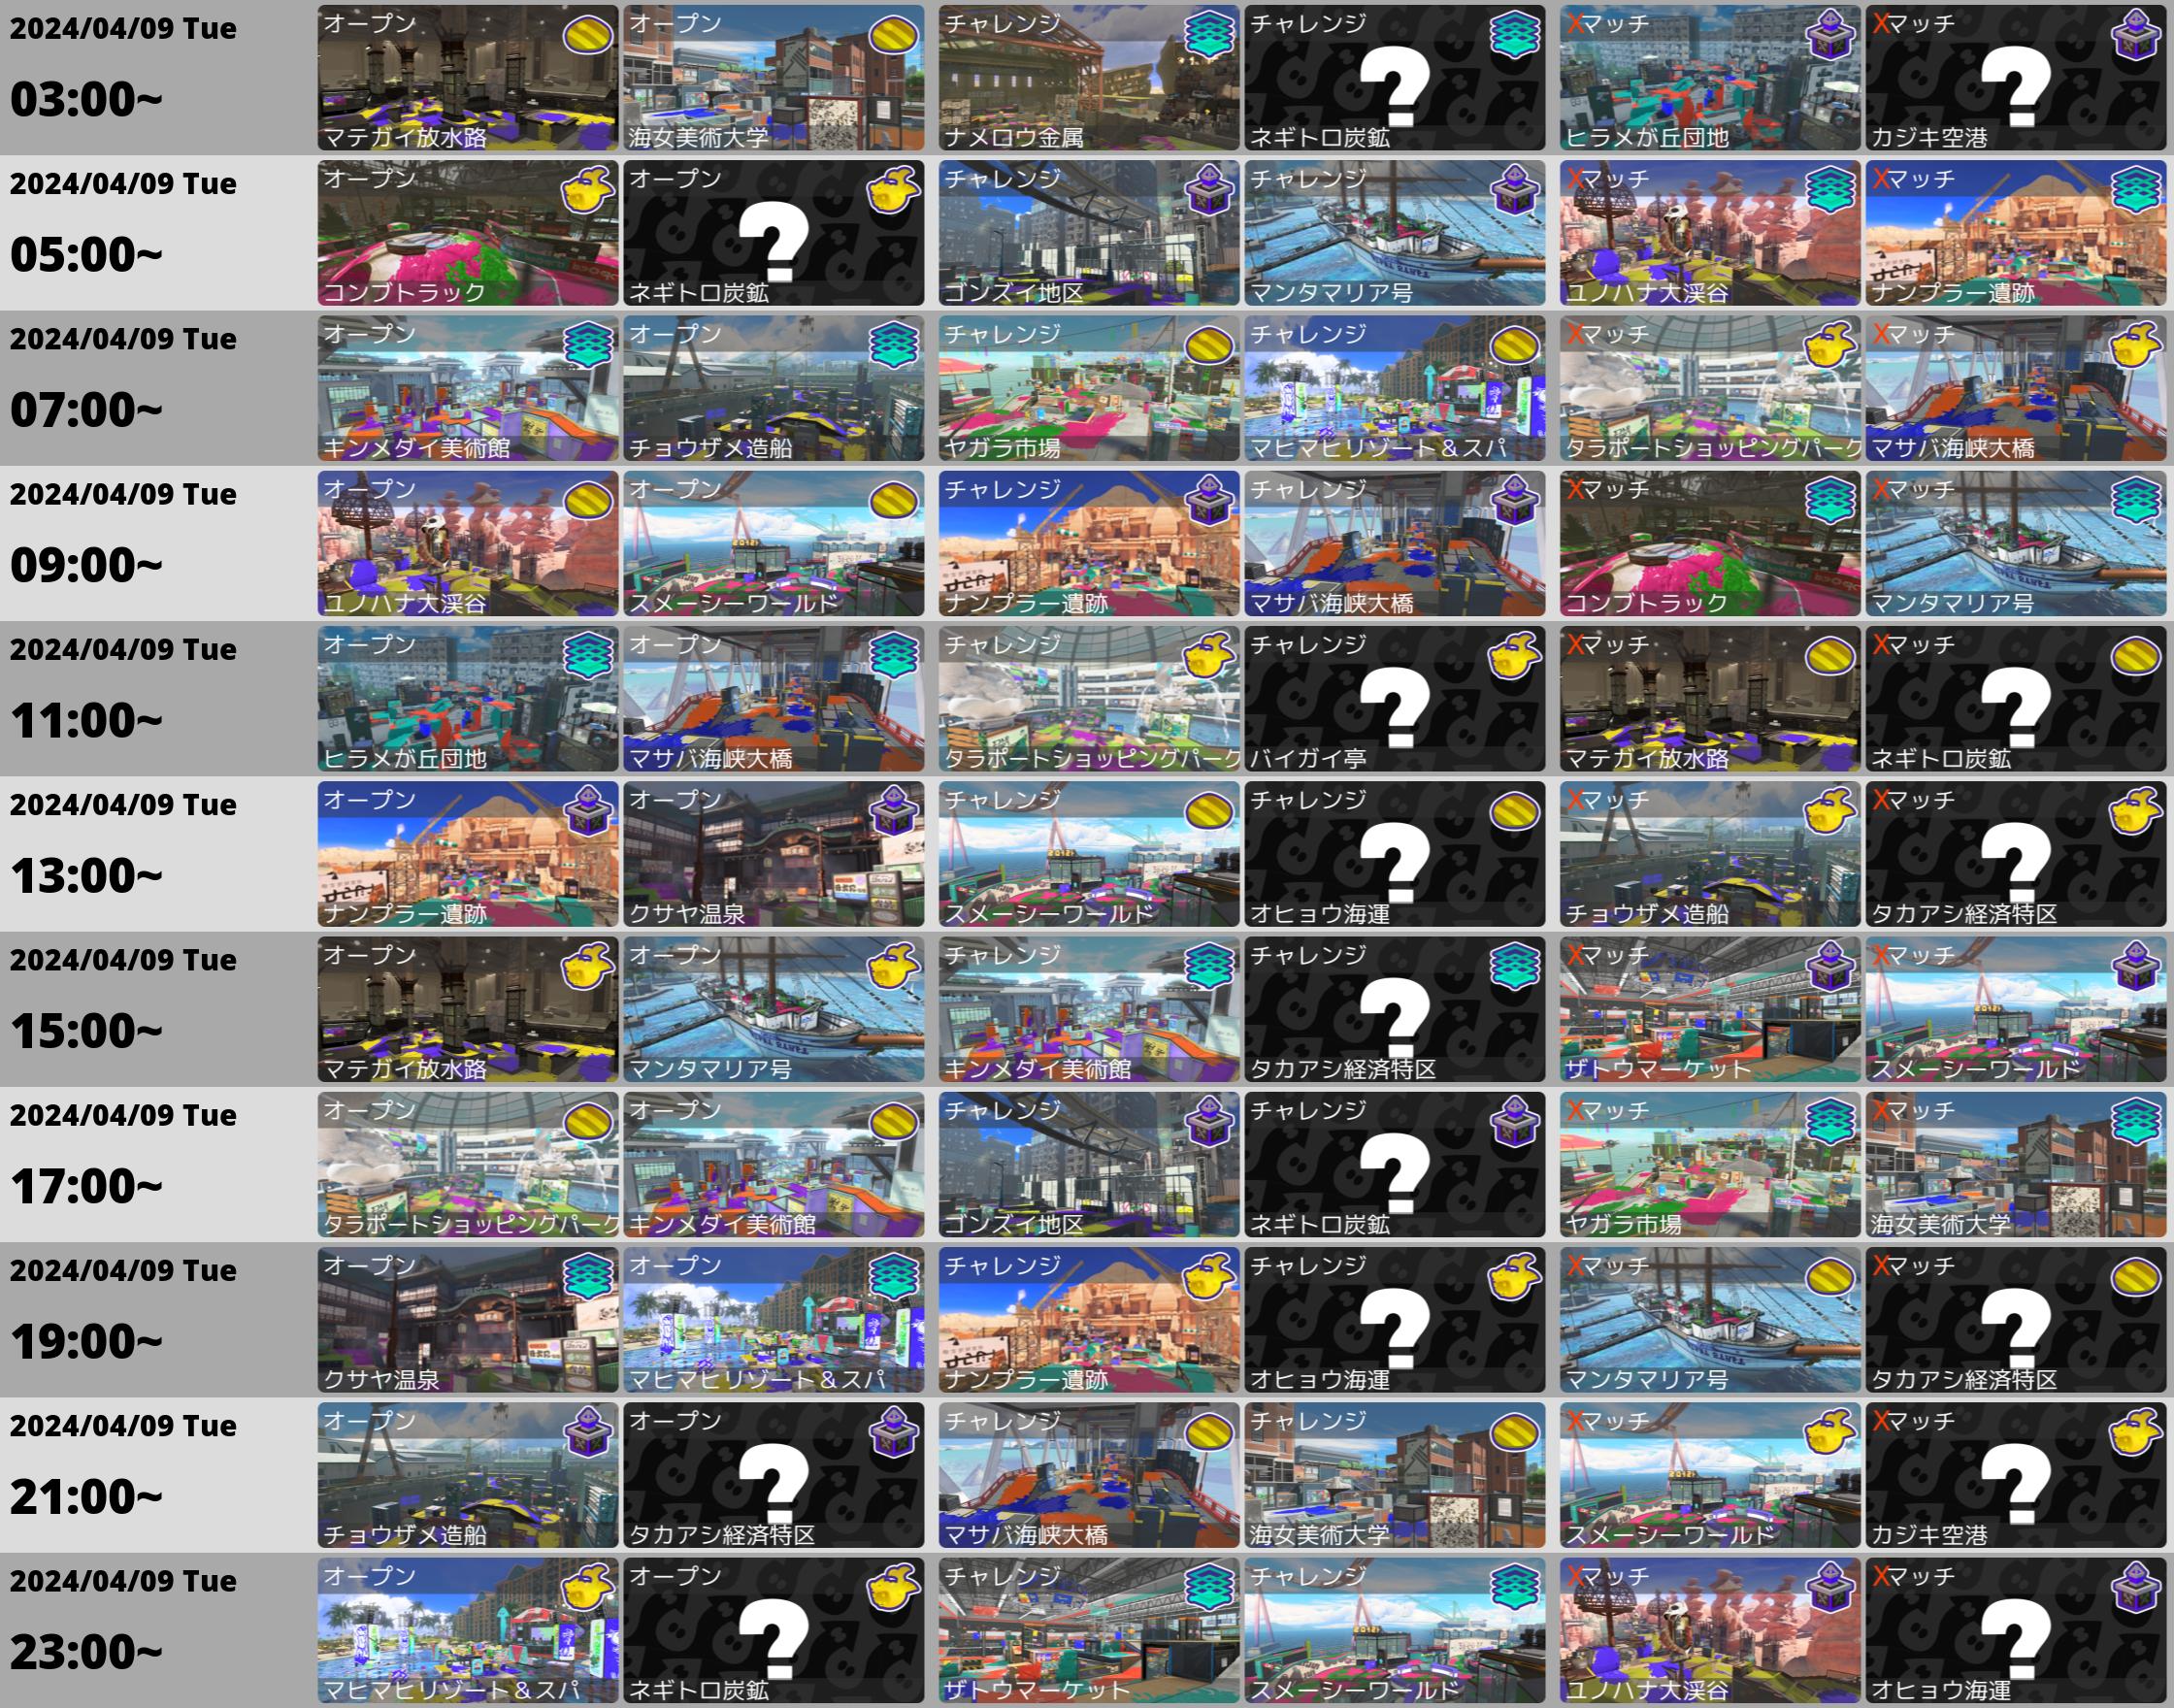 2024/04/09 Tue
03:00~
オープン オープン チャレンジ チャレンジ Xマッチ Xマッチ
マテガイ放水路 海女美術大学 ナメロウ金属 ネギトロ炭鉱 ヒラメが丘団地 カジキ空港
2024/04/09 Tue
05:00~
オープン オープン チャレンジ チャレンジ Xマッチ Xマッチ
コンブトラック ネギトロ炭鉱 ゴンズイ地区 マンタマリア号 ユノハナ大渓谷 ナンプラー遺跡
2024/04/09 Tue
07:00~
オープン オープン チャレンジ チャレンジ Xマッチ Xマッチ
キンメダイ美術館 チョウザメ造船 ヤガラ市場 マヒマヒリゾート&スパ タラポートショッピングパーク マサバ海峡大橋
2024/04/09 Tue
09:00~
オープン オープン チャレンジ チャレンジ Xマッチ Xマッチ
ユノハナ大渓谷 スメーシーワールド ナンプラー遺跡 マサバ海峡大橋 コンブトラック マンタマリア号
2024/04/09 Tue
11:00~
オープン オープン チャレンジ チャレンジ Xマッチ Xマッチ
ヒラメが丘団地 マサバ海峡大橋 タラポートショッピングパーク バイガイ亭 マテガイ放水路 ネギトロ炭鉱
2024/04/09 Tue
13:00~
オープン オープン チャレンジ チャレンジ Xマッチ Xマッチ
ナンプラー遺跡 クサヤ温泉 スメーシーワールド オヒョウ海運 チョウザメ造船 タカアシ経済特区
2024/04/09 Tue
15:00~
オープン オープン チャレンジ チャレンジ Xマッチ Xマッチ
マテガイ放水路 マンタマリア号 キンメダイ美術館 タカアシ経済特区 ザトウマーケット スメーシーワールド
2024/04/09 Tue
17:00~
オープン オープン チャレンジ チャレンジ Xマッチ Xマッチ
タラポートショッピングパーク キンメダイ美術館 ゴンズイ地区 ネギトロ炭鉱 ヤガラ市場 海女美術大学
2024/04/09 Tue
19:00~
オープン オープン チャレンジ チャレンジ Xマッチ Xマッチ
クサヤ温泉 マヒマヒリゾート&スパ ナンプラー遺跡 オヒョウ海運 マンタマリア号 タカアシ経済特区
2024/04/09 Tue
21:00~
オープン オープン チャレンジ チャレンジ Xマッチ Xマッチ
チョウザメ造船 タカアシ経済特区 マサバ海峡大橋 海女美術大学 スメーシーワールド カジキ空港
2024/04/09 Tue
23:00~
オープン オープン チャレンジ チャレンジ Xマッチ Xマッチ
マヒマヒリゾート&スパ ネギトロ炭鉱 ザトウマーケット スメーシーワールド ユノハナ大渓谷 オヒョウ海運